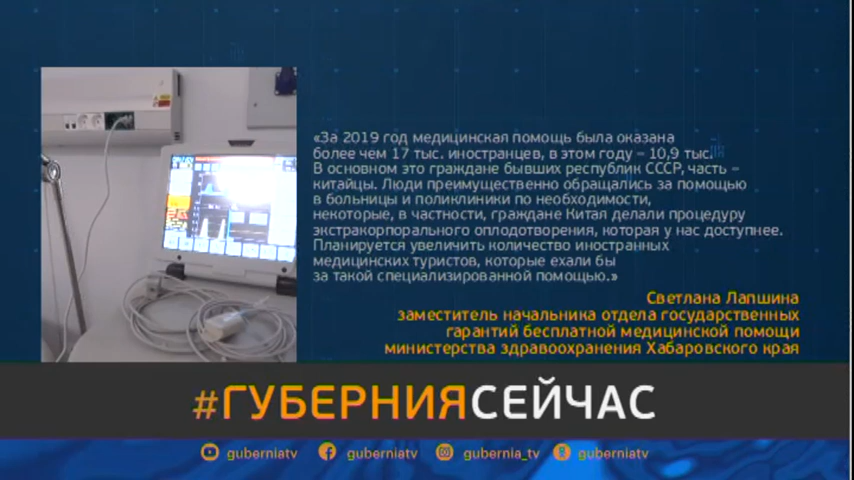 «За 2019 год медицинская помощь была оказана
более чем 17 тыс. иностранцев, в этом году – 10,9 тыс.
В основном это граждане бывших республик СССР, часть –
китайцы. Люди преимущественно обращались за помощью
в больницы и поликлиники по необходимости,
некоторые, в частности, граждане Китая делали процедуру
экстракорпорального оплодотворения, которая у нас доступнее.
Планируется увеличить количество иностранных
медицинских туристов, которые ехали бы
за такой специализированной помощью.»
Светлана Лапшина
заместитель начальника отдела государственных
гарантий бесплатной медицинской помощи
министерства здравоохранения Хабаровского края
#ГУБЕРНИЯСЕЙЧАС
guberniatv guberniatv gubernia_tv guberniatv